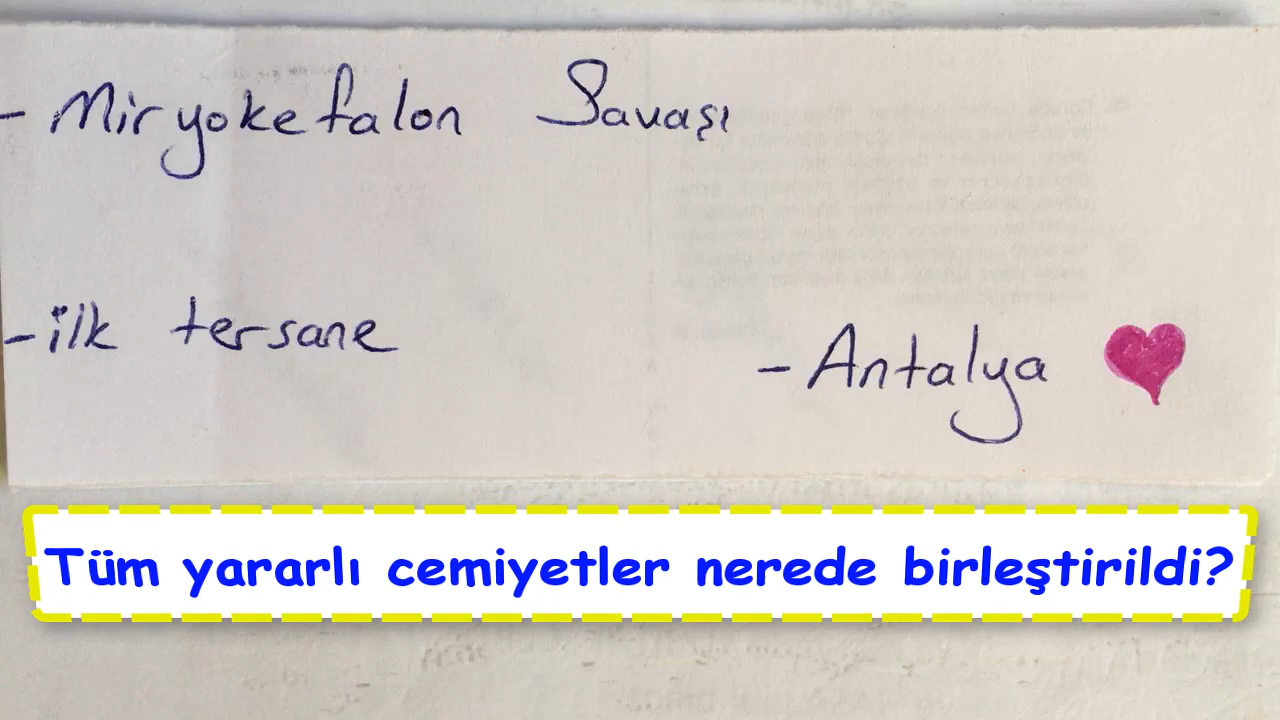 - Miryokefalon Savaşı
- ilk tersane
- Antalya
Tüm yararlı cemiyetler nerede birleştirildi?